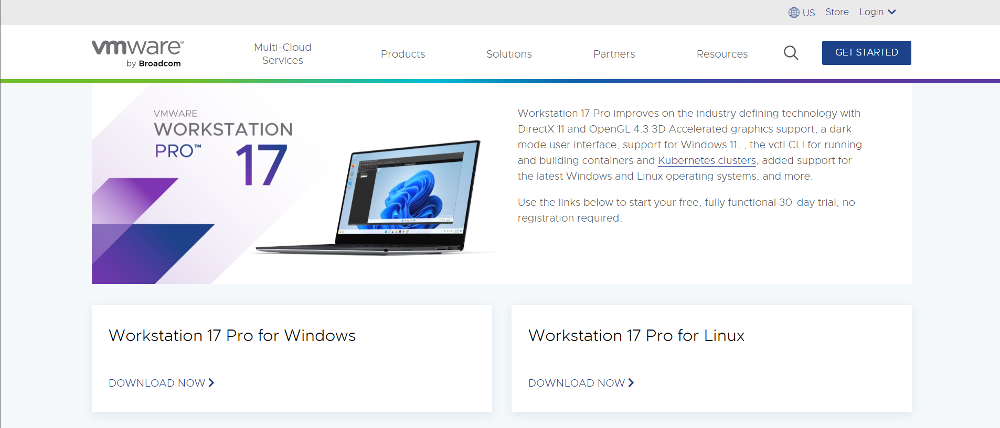 US Store Login
vmware®
by Broadcom
Multi-Cloud
Services
Products
Solutions
Partners
Resources
GET STARTED
VMWARE
WORKSTATION
PRO™ 17
Workstation 17 Pro improves on the industry defining technology with
DirectX 11 and OpenGL 4.3 3D Accelerated graphics support, a dark
mode user interface, support for Windows 11, , the vctl CLI for running
and building containers and Kubernetes clusters, added support for
the latest Windows and Linux operating systems, and more.
Use the links below to start your free, fully functional 30-day trial, no
registration required.
Workstation 17 Pro for Windows
DOWNLOAD NOW
Workstation 17 Pro for Linux
DOWNLOAD NOW